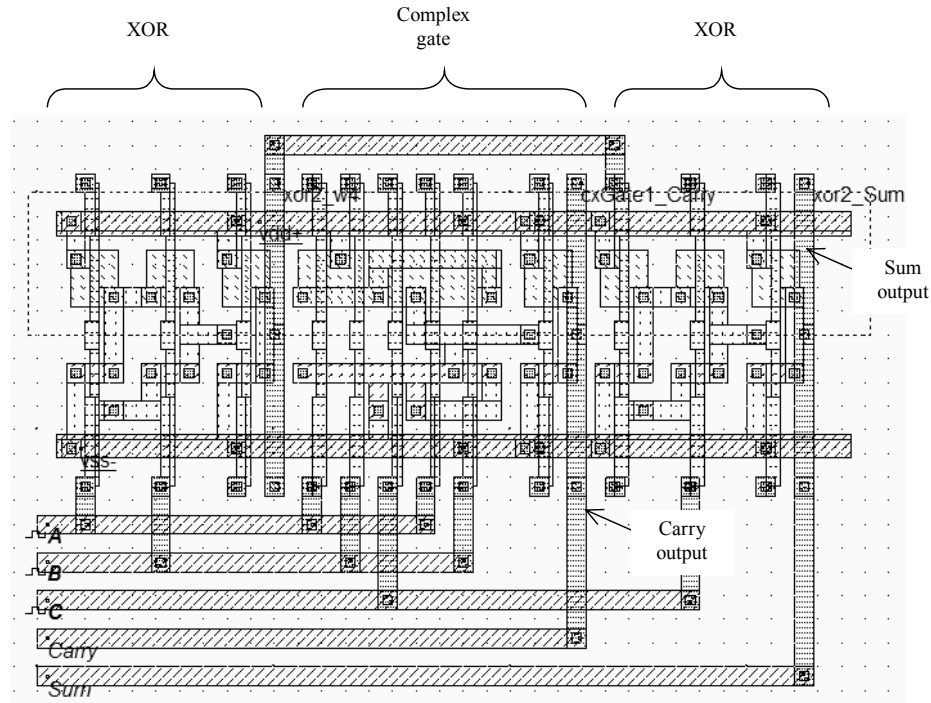 XOR
Complex
gate
XOR
xor2_w4
cxGate1_Carry
xor2_Sum
vdd+
Sum
output
vss-
A
Carry
output
B
C
Carry
Sum